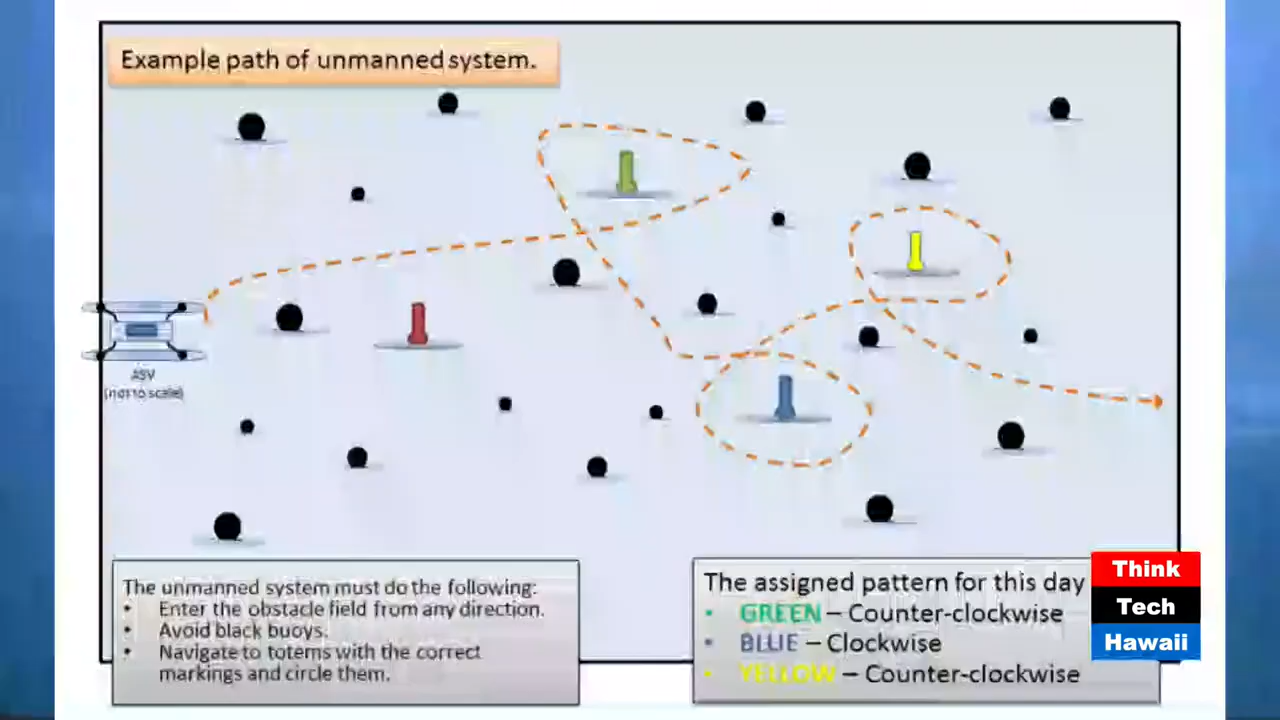 Example path of unmanned system.
ASV
(not to scale)
The unmanned system must do the following:
• Enter the obstacle field from any direction.
• Avoid black buoys.
• Navigate to totems with the correct
markings and circle them.
The assigned pattern for this day
• GREEN – Counter-clockwise
• BLUE – Clockwise
• YELLOW – Counter-clockwise
Think
Tech
Hawaii